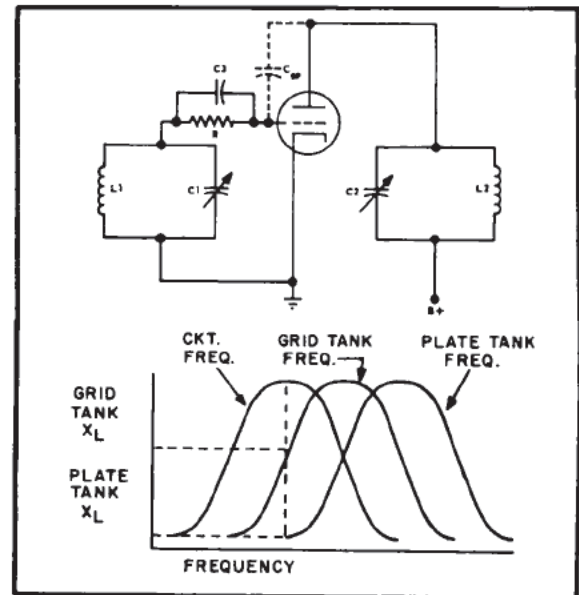 C3
C GP
R
L1
C1
C2
L2
B+
CKT.
FREQ.
GRID TANK
FREQ.
PLATE TANK
FREQ.
GRID
TANK
XL
PLATE
TANK
XL
FREQUENCY